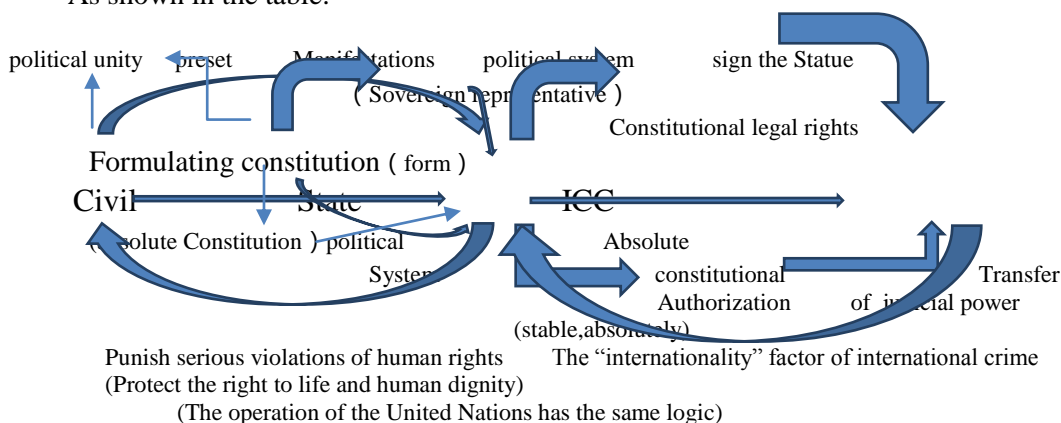 As shown in the table:
political unity preset Manifestations political system sign the Statue
( Sovereign representative )
Constitutional legal rights
Formulating constitution ( form )
Civil State ICC
(absolute Constitution ) political Absolute
System constitutional Transfer
Authorization of judicial power
(stable,absolutely)
Punish serious violations of human rights The “internationality” factor of international crime
(Protect the right to life and human dignity)
(The operation of the United Nations has the same logic)